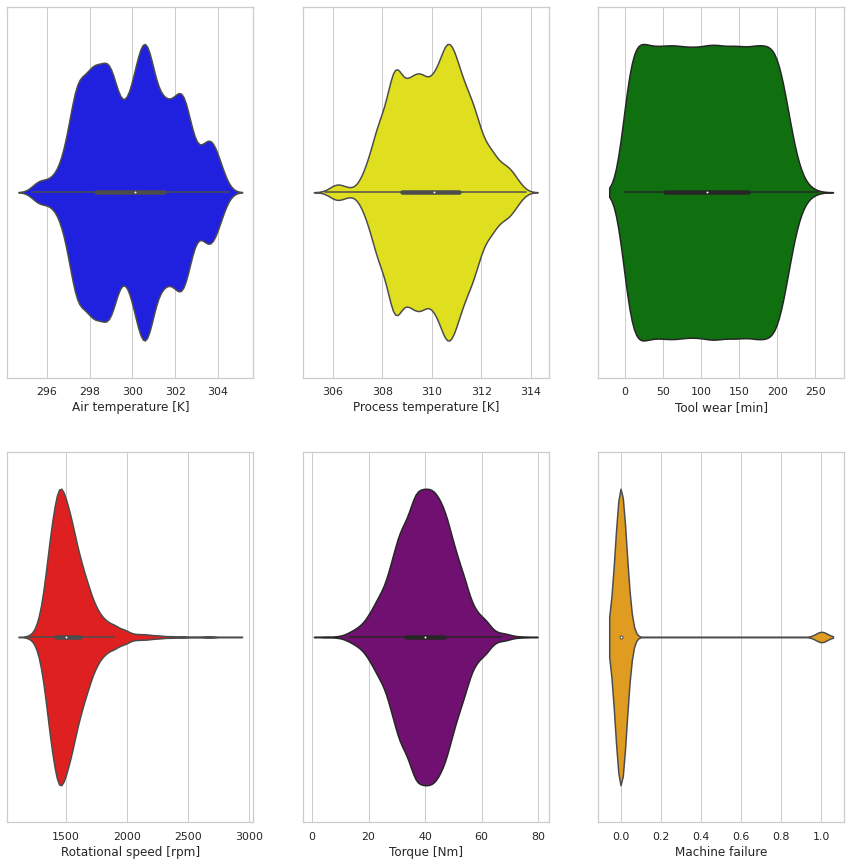 296 298 300 302 304
Air temperature [K]
306 308 310 312 314
Process temperature [K]
0 50 100 150 200 250
Tool wear [min]
1500 2000 2500 3000
Rotational speed [rpm]
0 20 40 60 80
Torque [Nm]
0.0 0.2 0.4 0.6 0.8 1.0
Machine failure